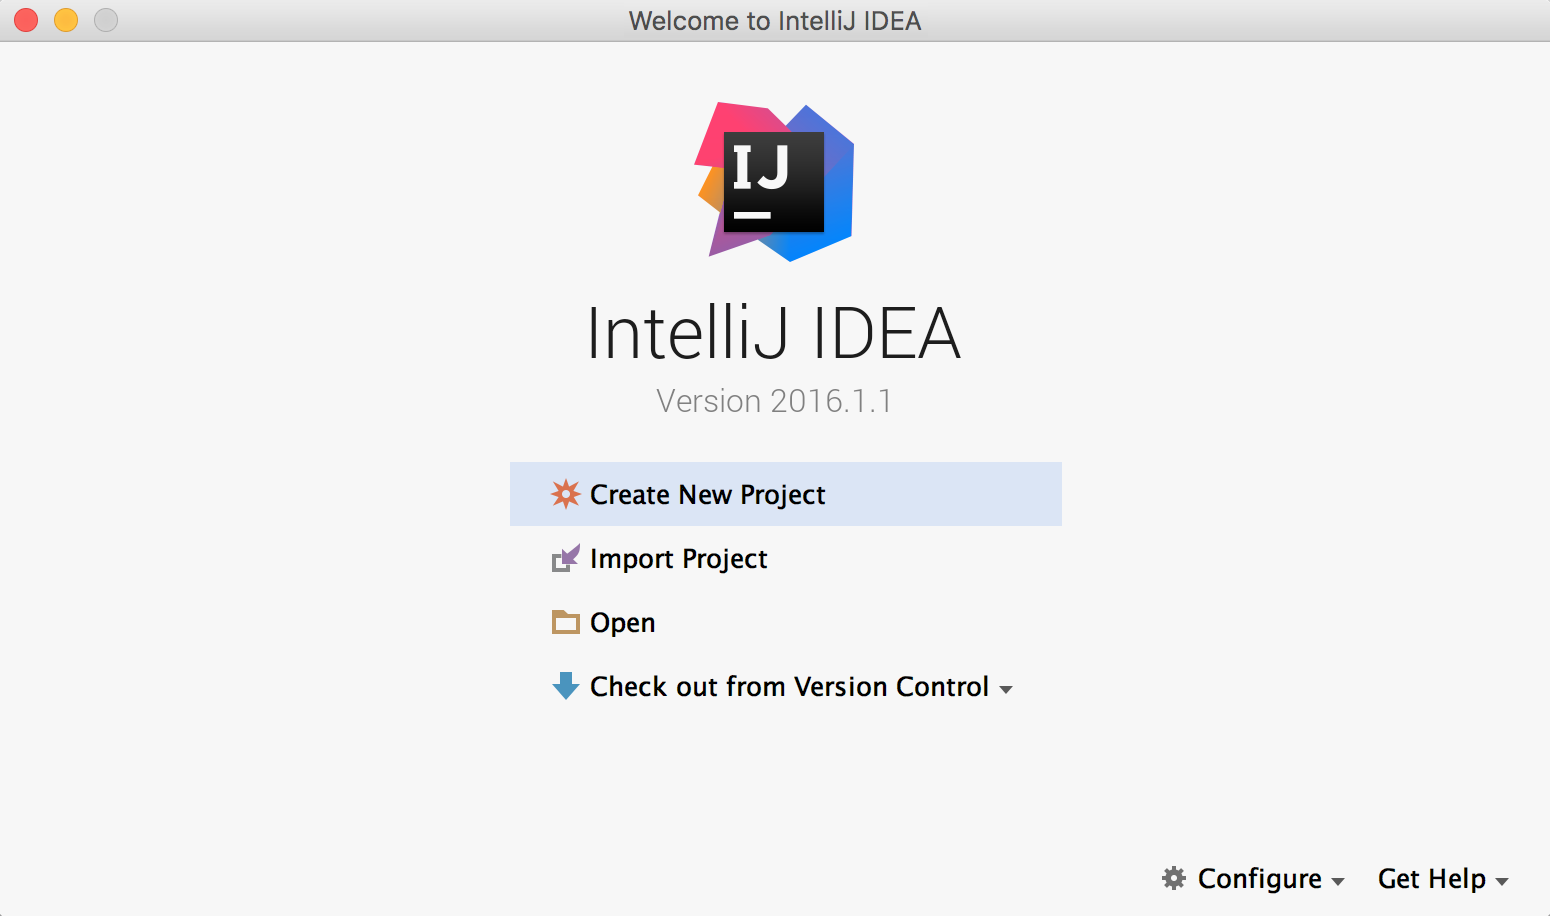 Welcome to IntelliJ IDEA
IJ
IntelliJ IDEA
Version 2016.1.1
Create New Project
Import Project
Open
Check out from Version Control
Configure Get Help